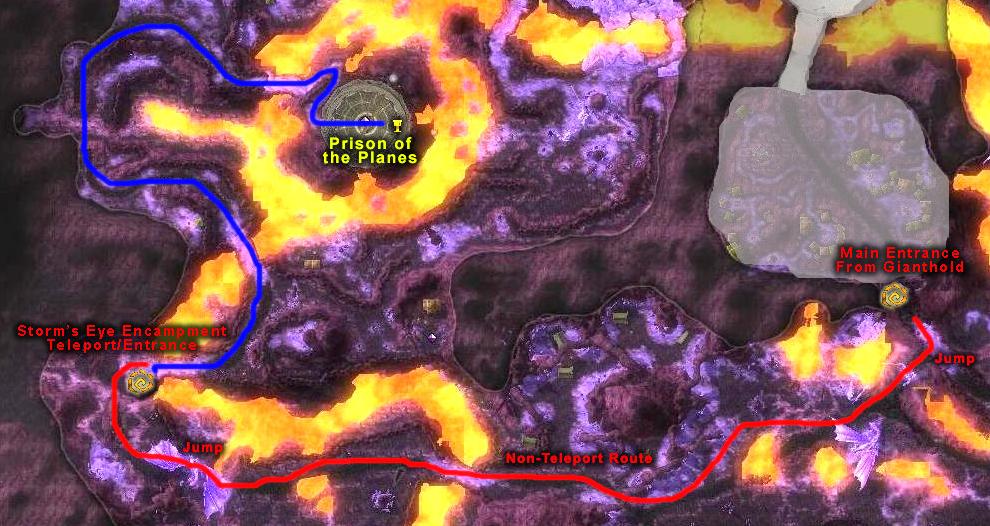 Prison of
the Planes
Main Entrance
From Gianthold
Storm's Eye Encampment
Teleport/Entrance
Jump
Jump
Non-Teleport Route